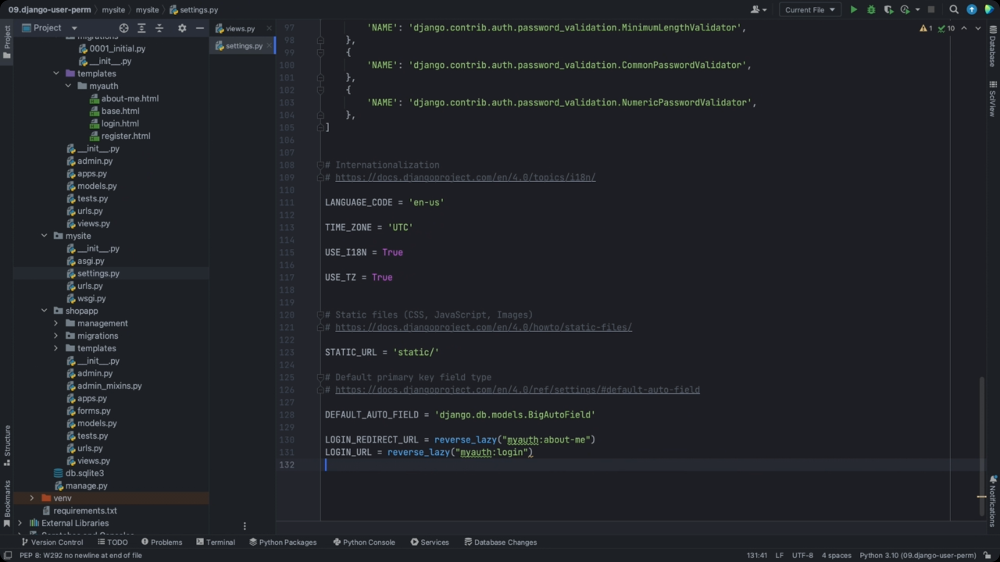 09.django-user-perm mysite mysite settings.py
Current File
Project
views.py
settings.py
migrations
0001_initial.py
__init__.py
templates
myauth
about-me.html
base.html
login.html
register.html
__init__.py
admin.py
apps.py
models.py
tests.py
urls.py
views.py
mysite
__init__.py
asgi.py
settings.py
urls.py
wsgi.py
shopapp
management
migrations
templates
__init__.py
admin.py
admin_mixins.py
apps.py
forms.py
models.py
tests.py
urls.py
views.py
db.sqlite3
manage.py
venv
requirements.txt
External Libraries
Scratches and Consoles
Project
Structure
Bookmarks
97 'NAME': 'django.contrib.auth.password_validation.MinimumLengthValidator',
98 },
99 {
100 'NAME': 'django.contrib.auth.password_validation.CommonPasswordValidator',
101 },
102 {
103 'NAME': 'django.contrib.auth.password_validation.NumericPasswordValidator',
104 },
105 ]
106
107
108 # Internationalization
109 # https://docs.djangoproject.com/en/4.0/topics/i18n/
110
111 LANGUAGE_CODE = 'en-us'
112
113 TIME_ZONE = 'UTC'
114
115 USE_I18N = True
116
117 USE_TZ = True
118
119
120 # Static files (CSS, JavaScript, Images)
121 # https://docs.djangoproject.com/en/4.0/howto/static-files/
122
123 STATIC_URL = 'static/'
124
125 # Default primary key field type
126 # https://docs.djangoproject.com/en/4.0/ref/settings/#default-auto-field
127
128 DEFAULT_AUTO_FIELD = 'django.db.models.BigAutoField'
129
130 LOGIN_REDIRECT_URL = reverse_lazy("myauth:about-me")
131 LOGIN_URL = reverse_lazy("myauth:login")
132
1 10
Database
SciView
Notifications
Version Control TODO Problems Terminal Python Packages Python Console Services Database Changes
PEP 8: W292 no newline at end of file
131:41 LF UTF-8 4 spaces Python 3.10 (09.django-user-perm)